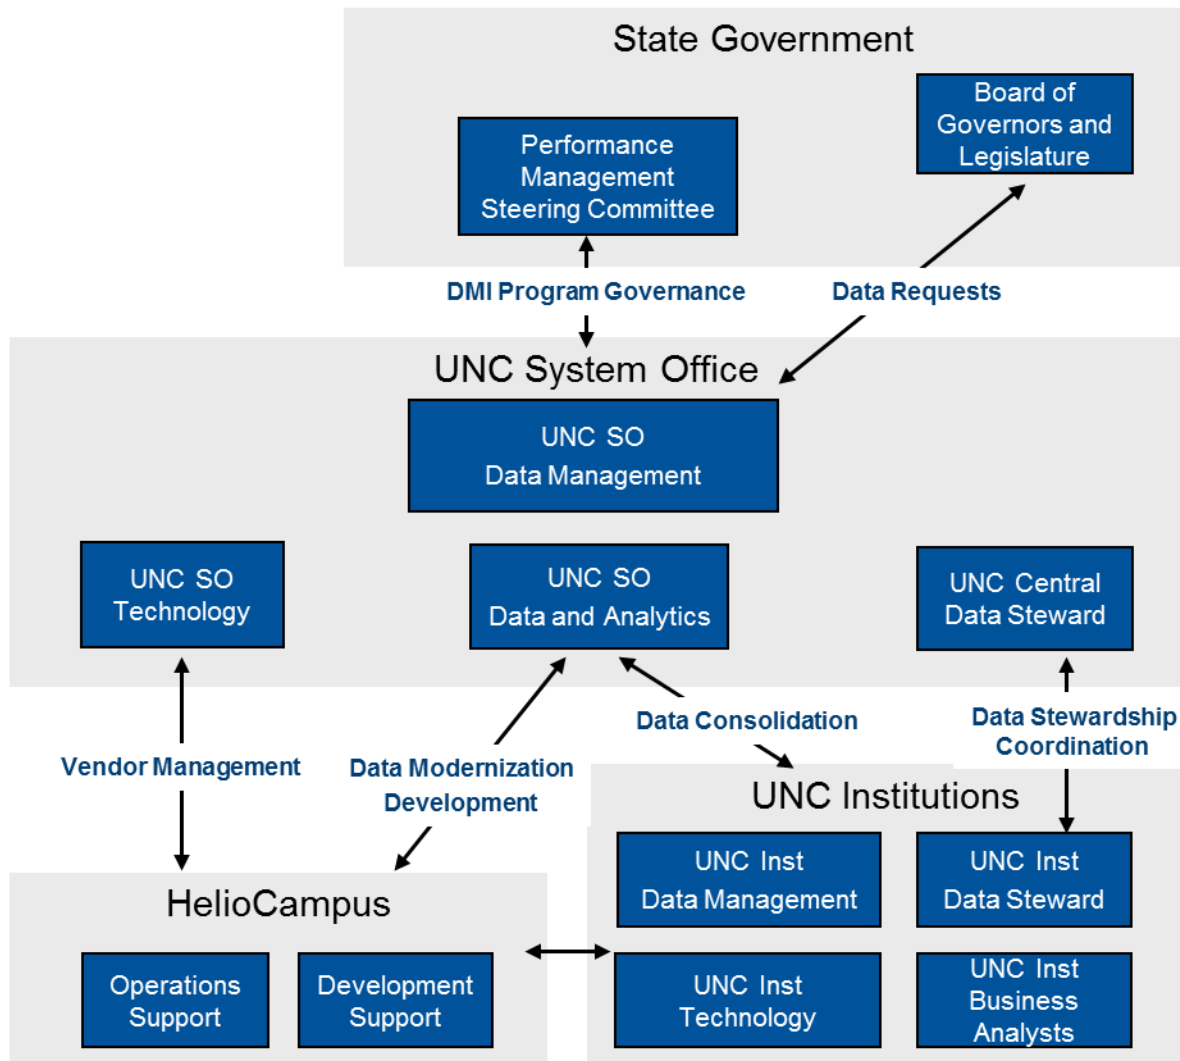 State Government
Performance
Management
Steering Committee
Board of
Governors and
Legislature
DMI Program Governance
Data Requests
UNC System Office
UNC SO
Data Management
UNC SO
Technology
UNC SO
Data and Analytics
UNC Central
Data Steward
Vendor Management
Data Modernization
Development
Data Consolidation
Data Stewardship
Coordination
HelioCampus
Operations
Support
Development
Support
UNC Institutions
UNC Inst
Data Management
UNC Inst
Data Steward
UNC Inst
Technology
UNC Inst
Business
Analysts